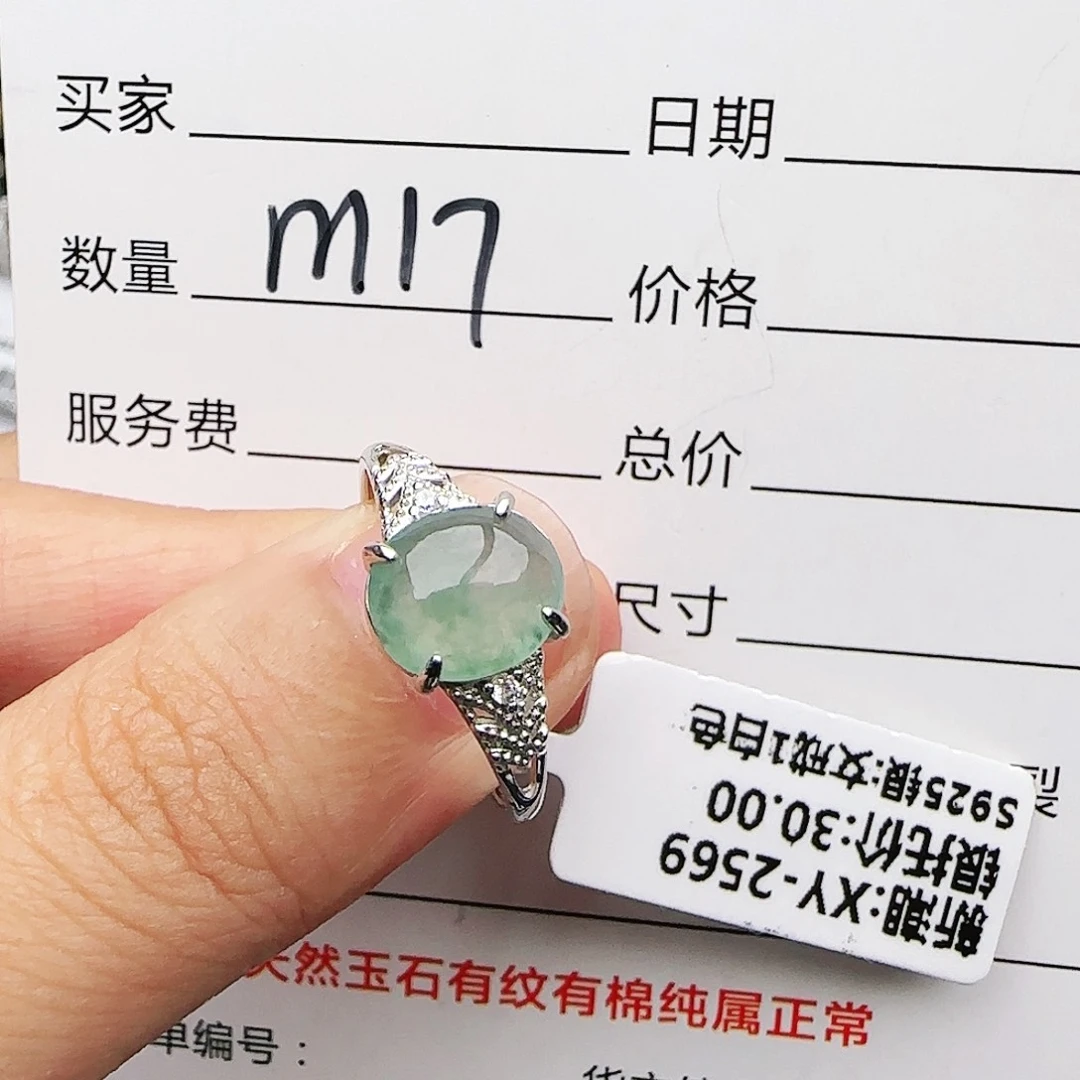 买家 日期
数量 M17 价格
服务费 总价
尺寸
裂
新潮:XY-2569
银托价:30.00
S925银:女戒1白色
天然玉石有纹有棉纯属正常
单编号：